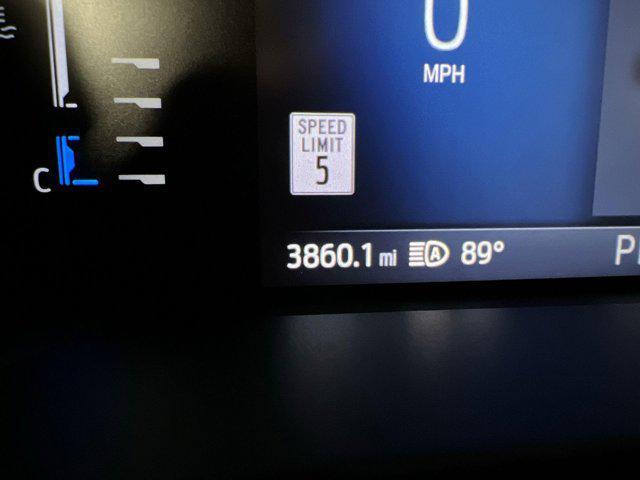 0
MPH
SPEED
LIMIT
5
C
3860.1 mi A 89°